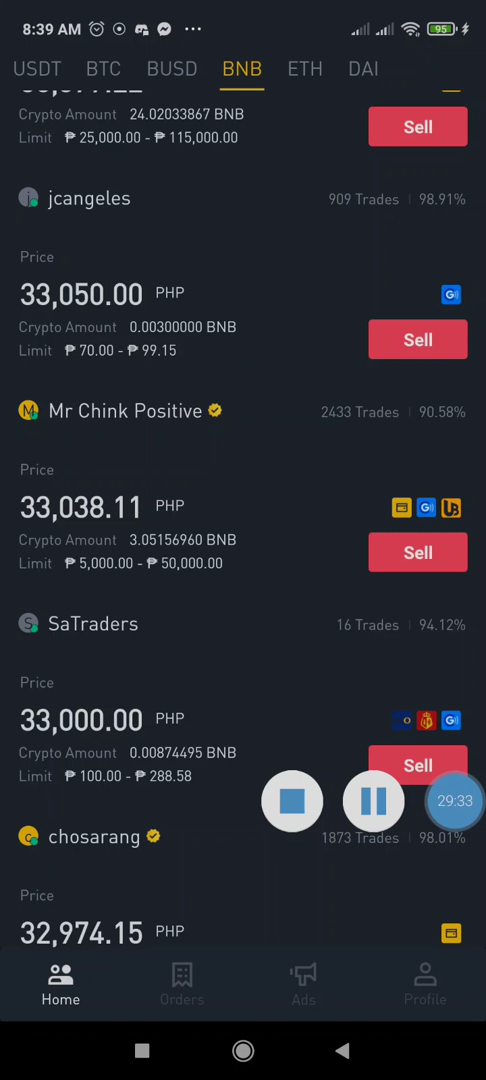 8:39 AM
95
USDT BTC BUSD BNB ETH DAI
Crypto Amount 24.02033867 BNB
Limit ₱ 25,000.00 - ₱ 115,000.00
Sell
j jcangeles 909 Trades 98.91%
Price
33,050.00 PHP
Crypto Amount 0.00300000 BNB
Limit ₱ 70.00 - ₱ 99.15
Sell
M Mr Chink Positive 2433 Trades 90.58%
Price
33,038.11 PHP
Crypto Amount 3.05156960 BNB
Limit ₱ 5,000.00 - ₱ 50,000.00
Sell
S SaTraders 16 Trades 94.12%
Price
33,000.00 PHP
Crypto Amount 0.00874495 BNB
Limit ₱ 100.00 - ₱ 288.58
Sell
29:33
c chosarang 1873 Trades 98.01%
Price
32,974.15 PHP
Home Orders Ads Profile